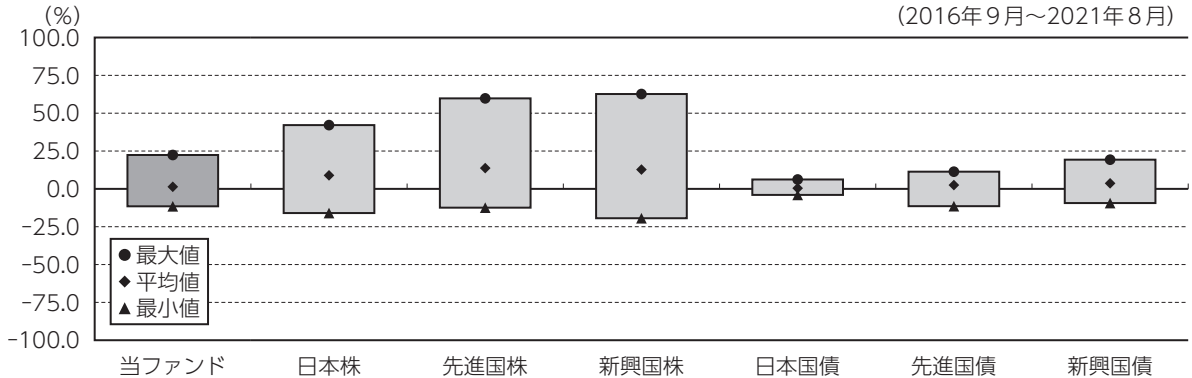 (%)
(2016年9月～2021年8月)
100.0
75.0
50.0
25.0
0.0
-25.0
-50.0
-75.0
-100.0
●最大値
◆平均値
▲最小値
当ファンド 日本株 先進国株 新興国株 日本国債 先進国債 新興国債